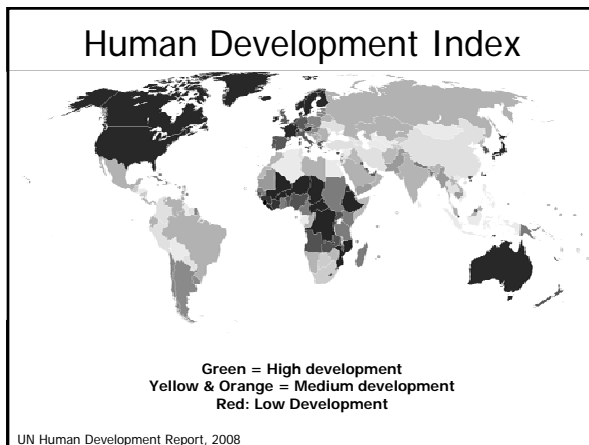 Human Development Index
Green = High development
Yellow & Orange = Medium development
Red: Low Development
UN Human Development Report, 2008